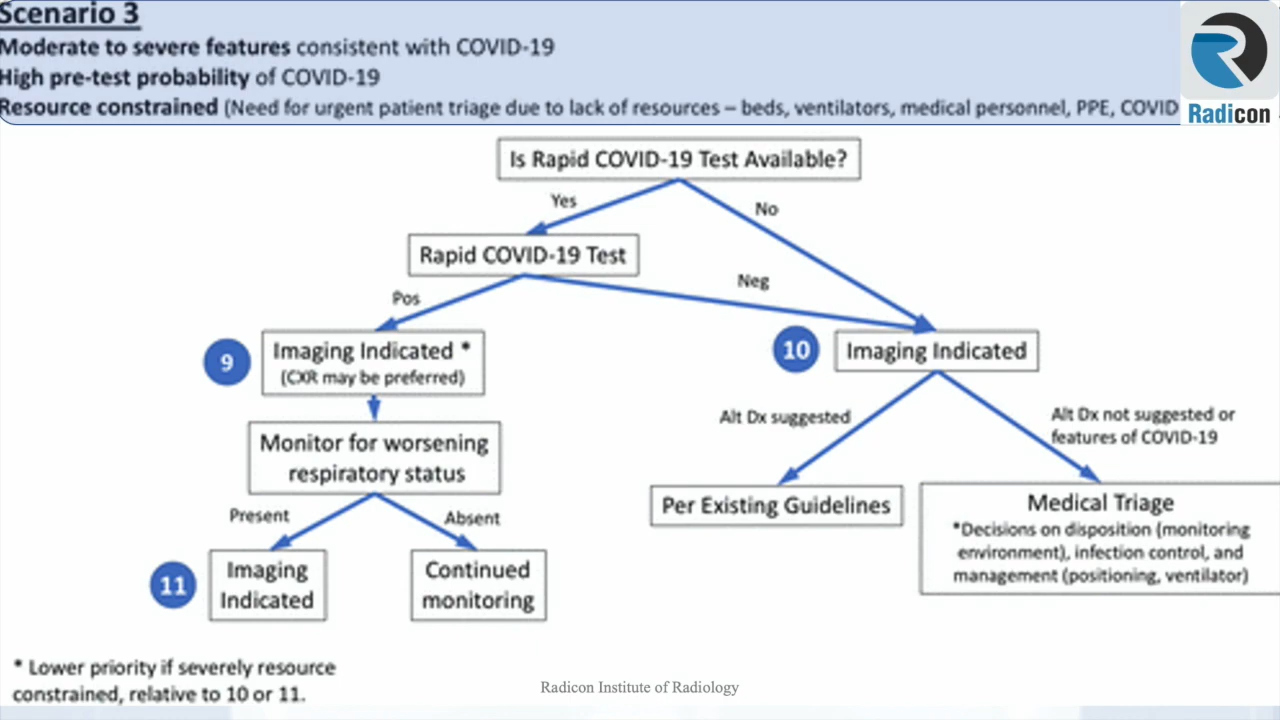 Scenario 3
Moderate to severe features consistent with COVID-19
High pre-test probability of COVID-19
Resource constrained (Need for urgent patient triage due to lack of resources – beds, ventilators, medical personnel, PPE, COVID
Radicon
Is Rapid COVID-19 Test Available?
Yes
No
Rapid COVID-19 Test
Pos
Neg
9
Imaging Indicated *
(CXR may be preferred)
10
Imaging Indicated
Monitor for worsening
respiratory status
Alt Dx suggested
Alt Dx not suggested or
features of COVID-19
Present
Absent
Per Existing Guidelines
Medical Triage
*Decisions on disposition (monitoring
environment), infection control, and
management (positioning, ventilator)
11
Imaging
Indicated
Continued
monitoring
* Lower priority if severely resource
constrained, relative to 10 or 11.
Radicon Institute of Radiology